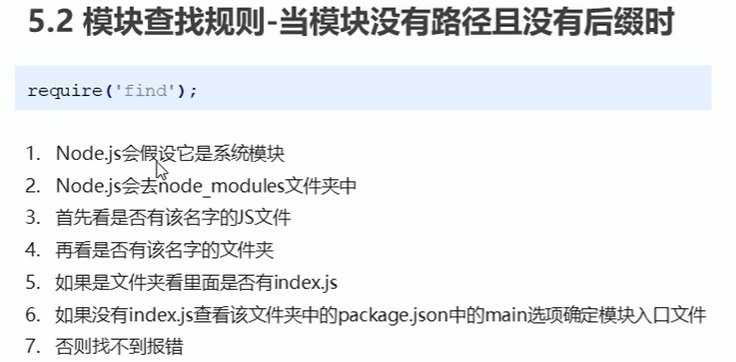 5.2 模块查找规则-当模块没有路径且没有后缀时
require('find');
1. Node.js会假设它是系统模块
2. Node.js会去node_modules文件夹中
3. 首先看是否有该名字的JS文件
4. 再看是否有该名字的文件夹
5. 如果是文件夹看里面是否有index.js
6. 如果没有index.js查看该文件夹中的package.json中的main选项确定模块入口文件
7. 否则找不到报错